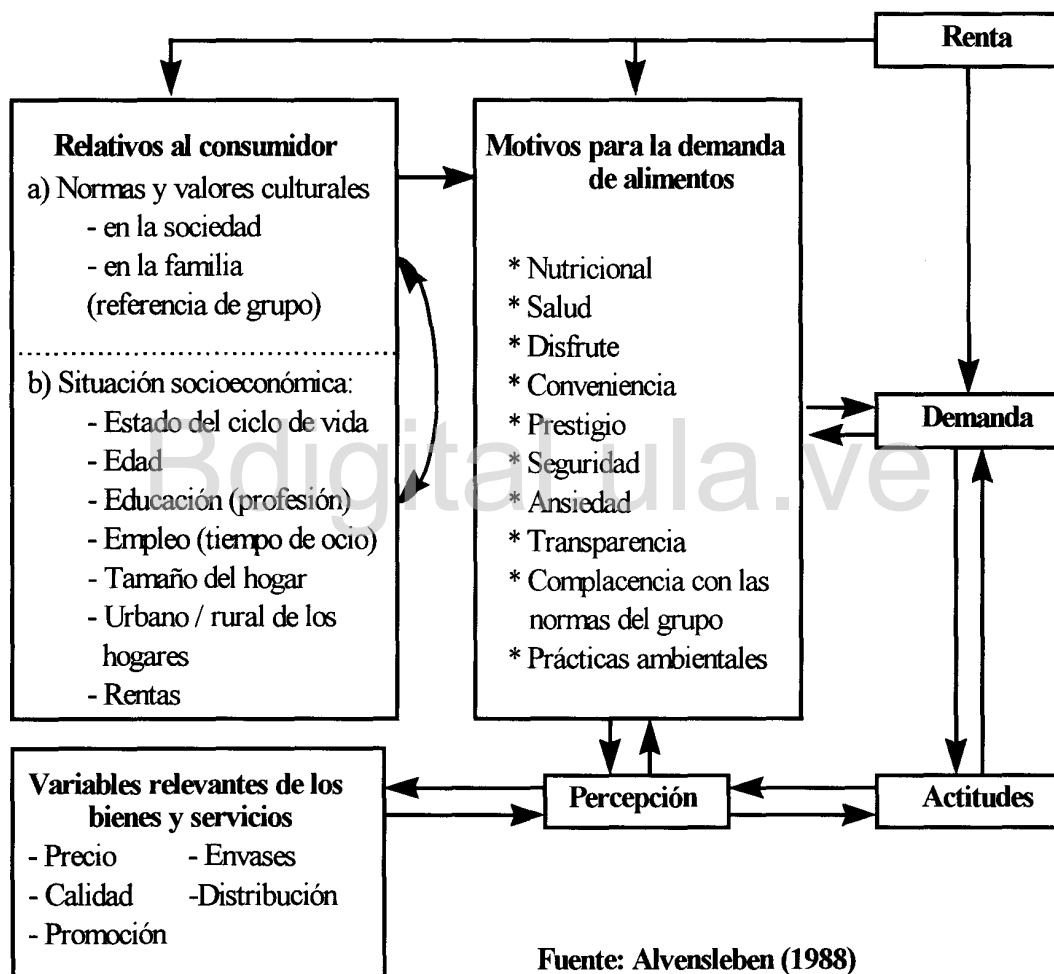 Renta
Relativos al consumidor
a) Normas y valores culturales
- en la sociedad
- en la familia
(referencia de grupo)
b) Situación socioeconómica:
- Estado del ciclo de vida
- Edad
- Educación (profesión)
- Empleo (tiempo de ocio)
- Tamaño del hogar
- Urbano / rural de los
hogares
- Rentas
Motivos para la demanda
de alimentos
* Nutricional
* Salud
* Disfrute
* Conveniencia
* Prestigio
* Seguridad
* Ansiedad
* Transparencia
* Complacencia con las
normas del grupo
* Prácticas ambientales
Demanda
Bdigital.ula.ve
Variables relevantes de los
bienes y servicios
- Precio - Envases
- Calidad -Distribución
- Promoción
Percepción
Actitudes
Fuente: Alvensleben (1988)